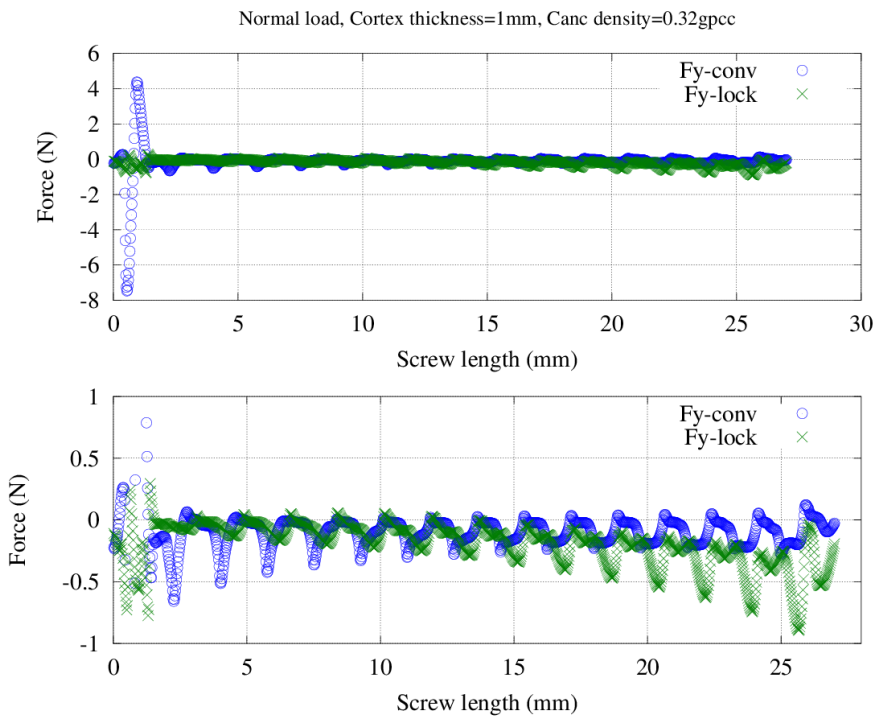 Normal load, Cortex thickness=1mm, Canc density=0.32gpcc
6
4
2
0
-2
-4
-6
-8
Force (N)
Fy-conv
Fy-lock
0 5 10 15 20 25 30
Screw length (mm)
1
0.5
0
-0.5
-1
Force (N)
Fy-conv
Fy-lock
0 5 10 15 20 25
Screw length (mm)